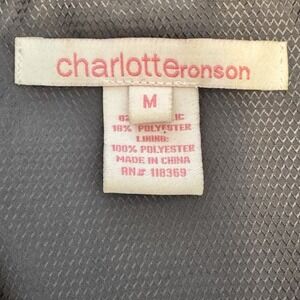 charlotteronson
M
18% POLYESTER
LINING:
100% POLYESTER
MADE IN CHINA
RN# 118369